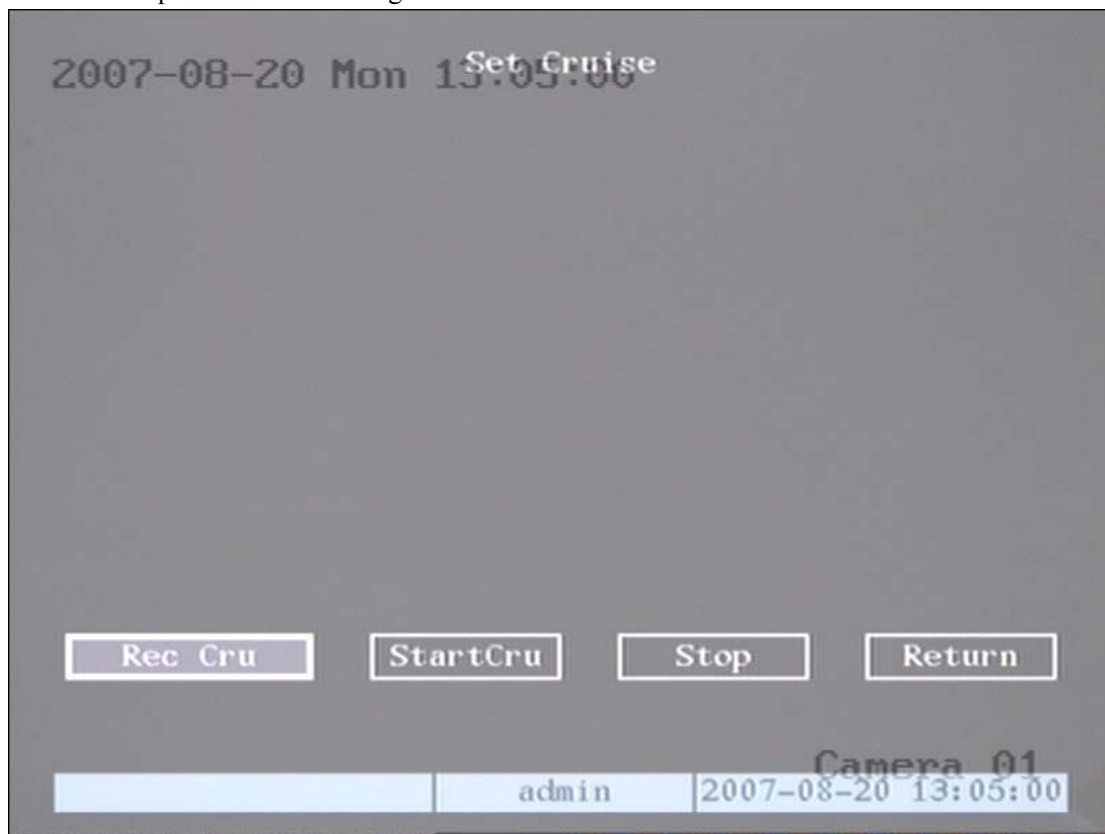 Set Cruise
2007-08-20 Mon 13:05:00
Rec Cru StartCru Stop Return
Camera 01
admin 2007-08-20 13:05:00